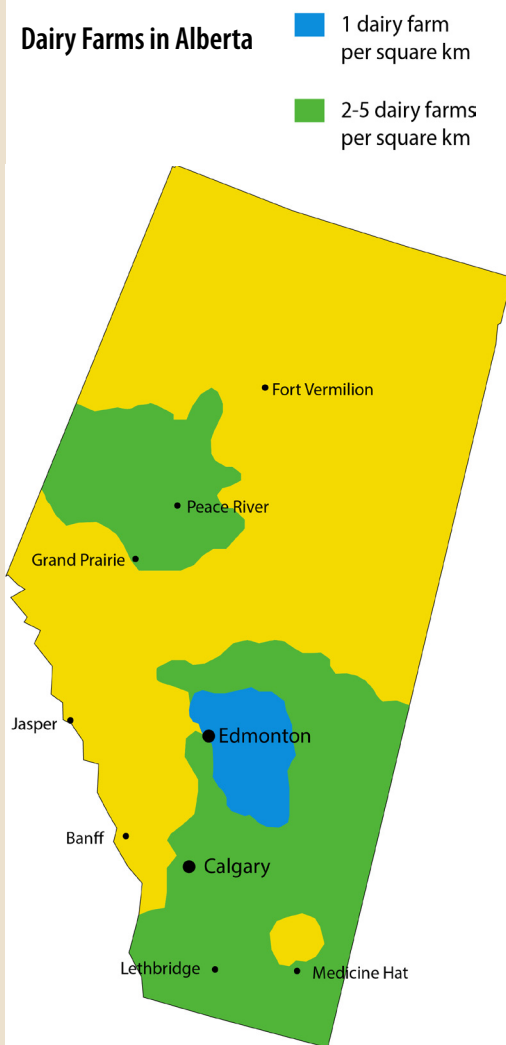 Dairy Farms in Alberta
1 dairy farm
per square km
2-5 dairy farms
per square km
Fort Vermilion
Peace River
Grand Prairie
Jasper
Edmonton
Banff
Calgary
Lethbridge
Medicine Hat